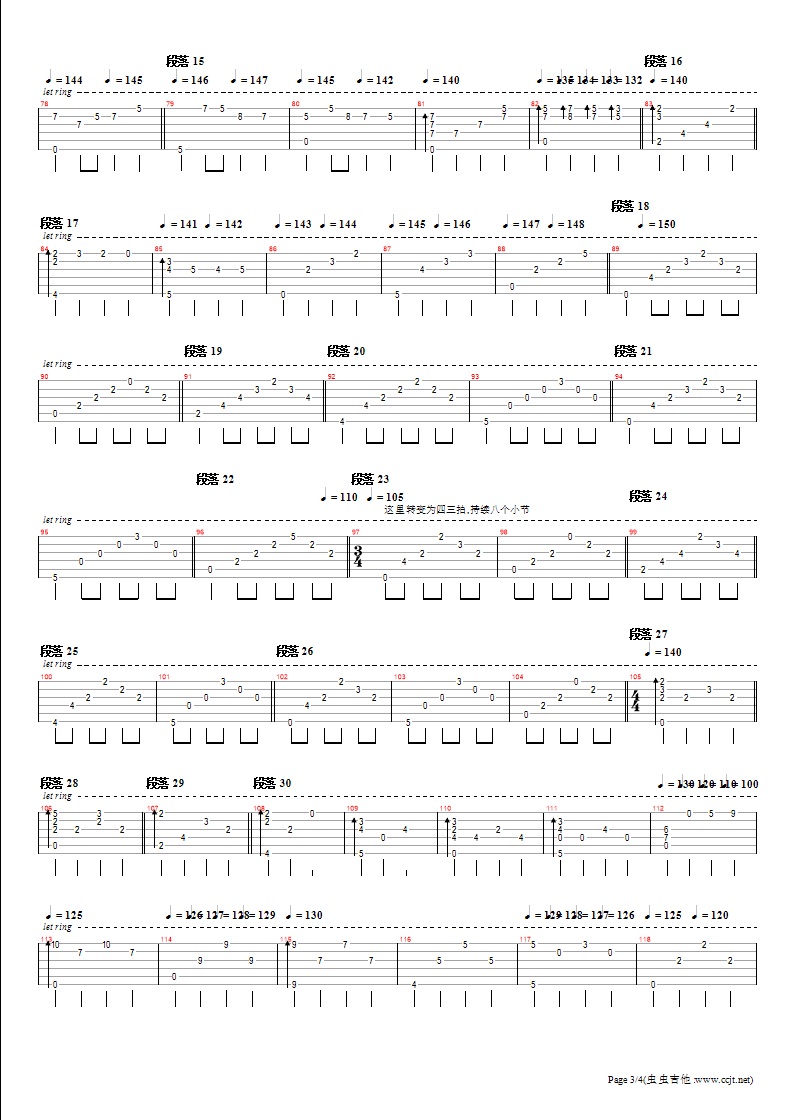 段落 15 段落 16
♩ = 144 ♩ = 145 ♩ = 146 ♩ = 147 ♩ = 145 ♩ = 142 ♩ = 140 ♩ = 135 ♩ = 134 ♩ = 133 ♩ = 132 ♩ = 140
let ring
78 79 80 81 82 83
段落 18
段落 17 ♩ = 141 ♩ = 142 ♩ = 143 ♩ = 144 ♩ = 145 ♩ = 146 ♩ = 147 ♩ = 148 ♩ = 150
let ring
84 85 86 87 88 89
段落 19 段落 20 段落 21
let ring
90 91 92 93 94
段落 22 段落 23
♩ = 110 ♩ = 105 段落 24
这里转变为四三拍,持续八个小节
let ring
95 96 97 98 99
3
4
段落 27
段落 25 段落 26 ♩ = 140
let ring
100 101 102 103 104 105
4
4
段落 28 段落 29 段落 30 ♩ = 130 ♩ = 120 ♩ = 110 ♩ = 100
let ring
106 107 108 109 110 111 112
♩ = 125 ♩ = 126 ♩ = 127 ♩ = 128 ♩ = 129 ♩ = 130 ♩ = 129 ♩ = 128 ♩ = 127 ♩ = 126 ♩ = 125 ♩ = 120
let ring
113 114 115 116 117 118
Page 3/4(虫虫吉他:www.ccjt.net)